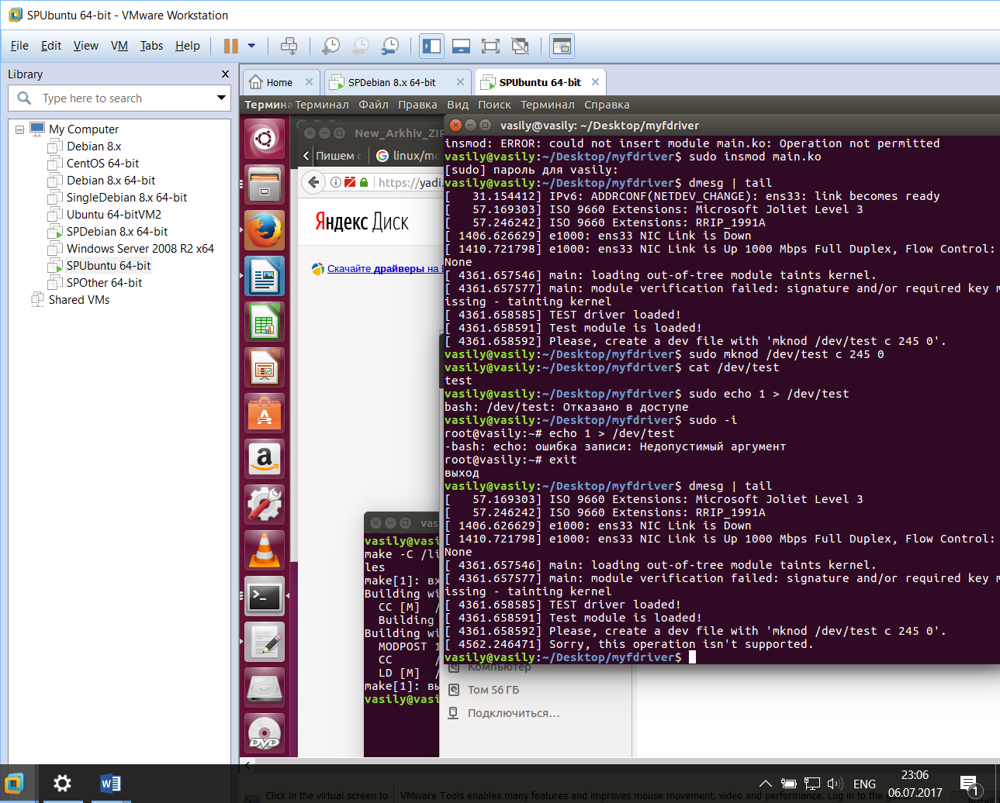 SPUbuntu 64-bit - VMware Workstation
File Edit View VM Tabs Help
Library
Type here to search
My Computer
Debian 8.x
CentOS 64-bit
Debian 8.x 64-bit
SingleDebian 8.x 64-bit
Ubuntu 64-bitVM2
SPDebian 8.x 64-bit
Windows Server 2008 R2 x64
SPUbuntu 64-bit
SPOther 64-bit
Shared VMs
Home SPDebian 8.x 64-bit SPUbuntu 64-bit
Термина Терминал Файл Правка Вид Поиск Терминал Справка
New_Arkhiv_ZIP
Пишем linux/mo
https://yadi.
Яндекс Диск
Скачайте драйверы на
vasily@vasily: ~/Desktop/myfdriver
insmod: ERROR: could not insert module main.ko: Operation not permitted
vasily@vasily:~/Desktop/myfdriver$ sudo insmod main.ko
[sudo] пароль для vasily:
vasily@vasily:~/Desktop/myfdriver$ dmesg | tail
[   31.154412] IPv6: ADDRCONF(NETDEV_CHANGE): ens33: link becomes ready
[   57.169303] ISO 9660 Extensions: Microsoft Joliet Level 3
[   57.246242] ISO 9660 Extensions: RRIP_1991A
[ 1406.626629] e1000: ens33 NIC Link is Down
[ 1410.721798] e1000: ens33 NIC Link is Up 1000 Mbps Full Duplex, Flow Control:
None
[ 4361.657546] main: loading out-of-tree module taints kernel.
[ 4361.657577] main: module verification failed: signature and/or required key m
issing - tainting kernel
[ 4361.658585] TEST driver loaded!
[ 4361.658591] Test module is loaded!
[ 4361.658592] Please, create a dev file with 'mknod /dev/test c 245 0'.
vasily@vasily:~/Desktop/myfdriver$ sudo mknod /dev/test c 245 0
vasily@vasily:~/Desktop/myfdriver$ cat /dev/test
test
vasily@vasily:~/Desktop/myfdriver$ sudo echo 1 > /dev/test
bash: /dev/test: Отказано в доступе
vasily@vasily:~/Desktop/myfdriver$ sudo -i
root@vasily:~# echo 1 > /dev/test
-bash: echo: ошибка записи: Недопустимый аргумент
root@vasily:~# exit
выход
vasily@vasily:~/Desktop/myfdriver$ dmesg | tail
[   57.169303] ISO 9660 Extensions: Microsoft Joliet Level 3
[   57.246242] ISO 9660 Extensions: RRIP_1991A
[ 1406.626629] e1000: ens33 NIC Link is Down
[ 1410.721798] e1000: ens33 NIC Link is Up 1000 Mbps Full Duplex, Flow Control:
None
[ 4361.657546] main: loading out-of-tree module taints kernel.
[ 4361.657577] main: module verification failed: signature and/or required key m
issing - tainting kernel
[ 4361.658585] TEST driver loaded!
[ 4361.658591] Test module is loaded!
[ 4361.658592] Please, create a dev file with 'mknod /dev/test c 245 0'.
[ 4562.246471] Sorry, this operation isn't supported.
vasily@vasily:~/Desktop/myfdriver$
vas
vasily@vasi
make -C /li
les
make[1]: вх
Building wi
CC [M] /
Building
Building wi
MODPOST 1
CC /
LD [M] /
make[1]: вы
vasily@vasi
Компьютер
Том 56 ГБ
Подключиться...
DVD
Click in the virtual screen to
VMware Tools enables many features and improves mouse movement, video and performance. Log in to the
ENG
23:06
06.07.2017
1